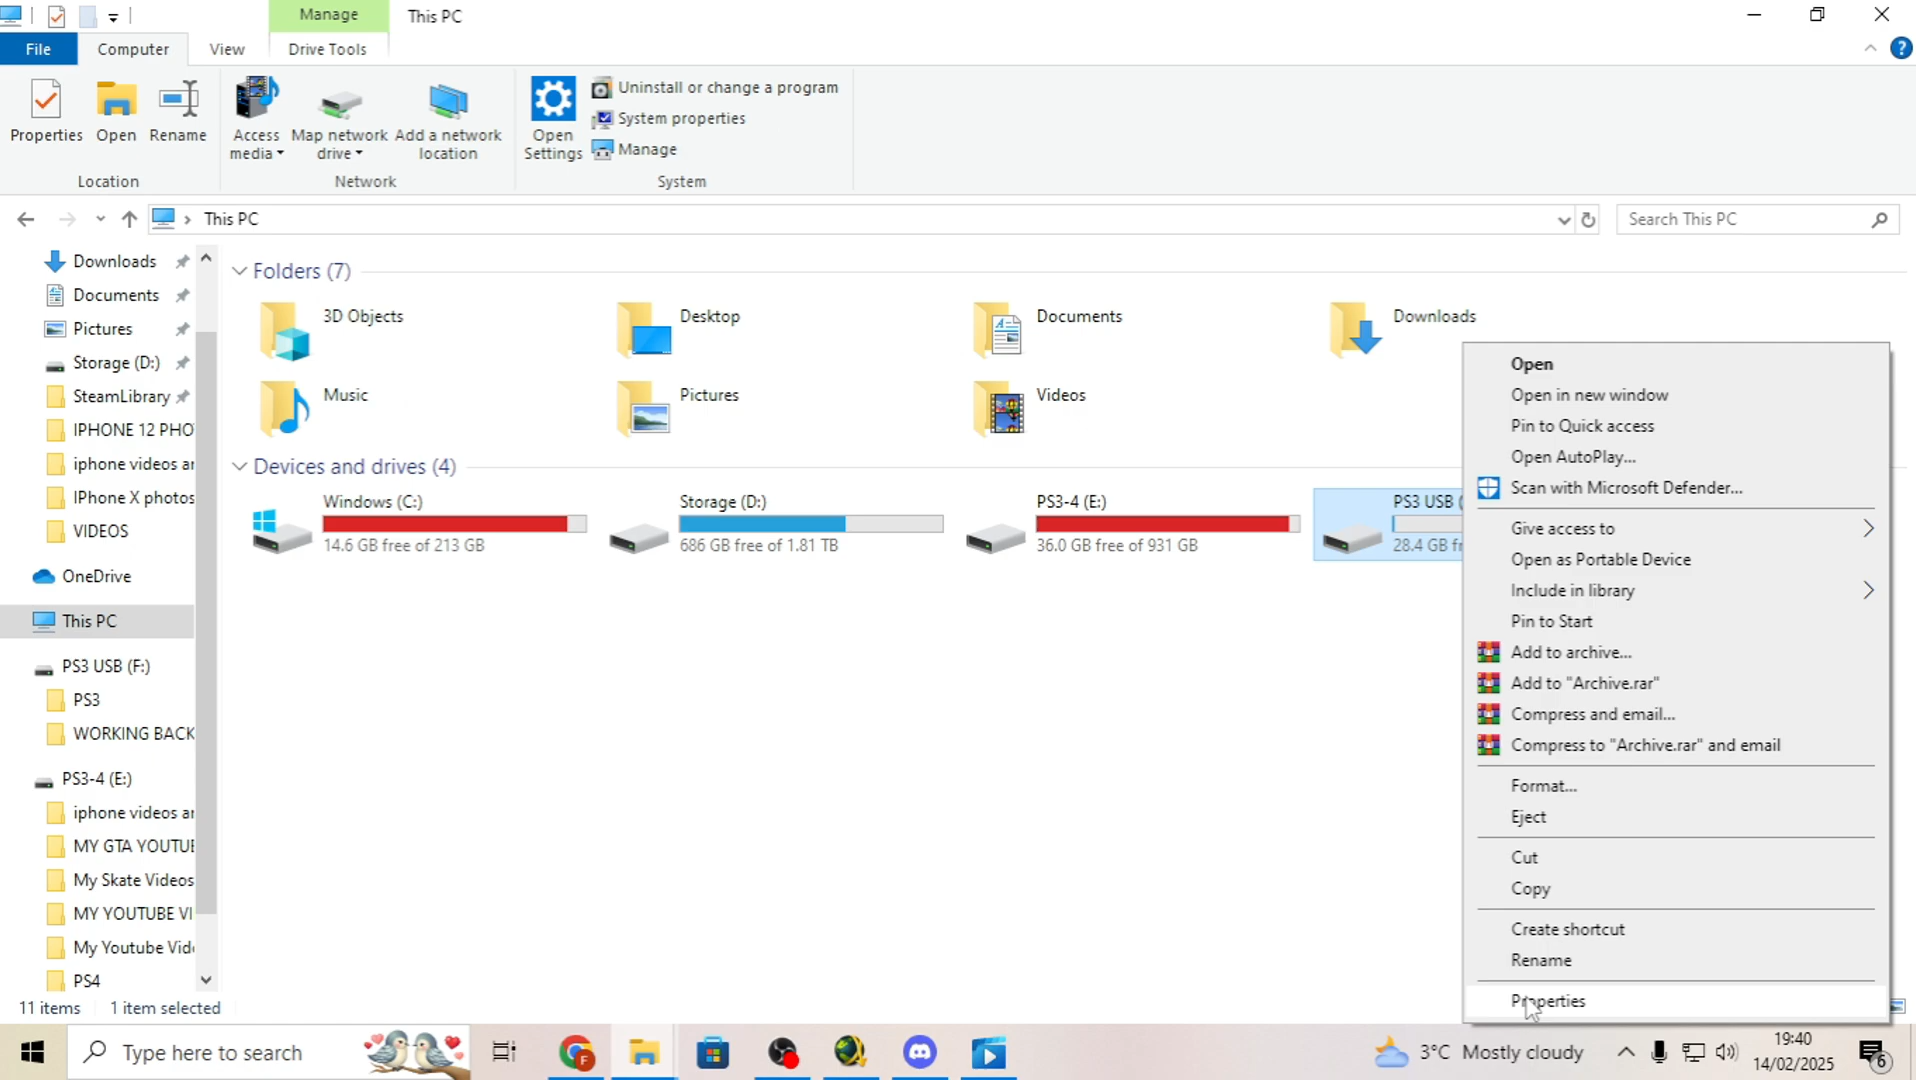 Manage
This PC
File
Computer
View
Drive Tools
Properties
Open
Rename
Access media
Map network drive
Add a network location
Open Settings
Uninstall or change a program
System properties
Manage
Location
Network
System
This PC
Search This PC
Downloads
Documents
Pictures
Storage (D:)
SteamLibrary
IPHONE 12 PHO
iphone videos ar
IPhone X photos
VIDEOS
OneDrive
This PC
PS3 USB (F:)
PS3
WORKING BACK
PS3-4 (E:)
iphone videos ar
MY GTA YOUTUE
My Skate Videos
MY YOUTUBE VI
My Youtube Vid
PS4
Folders (7)
3D Objects
Desktop
Documents
Downloads
Music
Pictures
Videos
Devices and drives (4)
Windows (C:)
14.6 GB free of 213 GB
Storage (D:)
686 GB free of 1.81 TB
PS3-4 (E:)
36.0 GB free of 931 GB
PS3 USB (
28.4 GB fr
Open
Open in new window
Pin to Quick access
Open AutoPlay...
Scan with Microsoft Defender...
Give access to
Open as Portable Device
Include in library
Pin to Start
Add to archive...
Add to "Archive.rar"
Compress and email...
Compress to "Archive.rar" and email
Format...
Eject
Cut
Copy
Create shortcut
Rename
Properties
11 items
1 item selected
Type here to search
3°C Mostly cloudy
19:40
14/02/2025
6